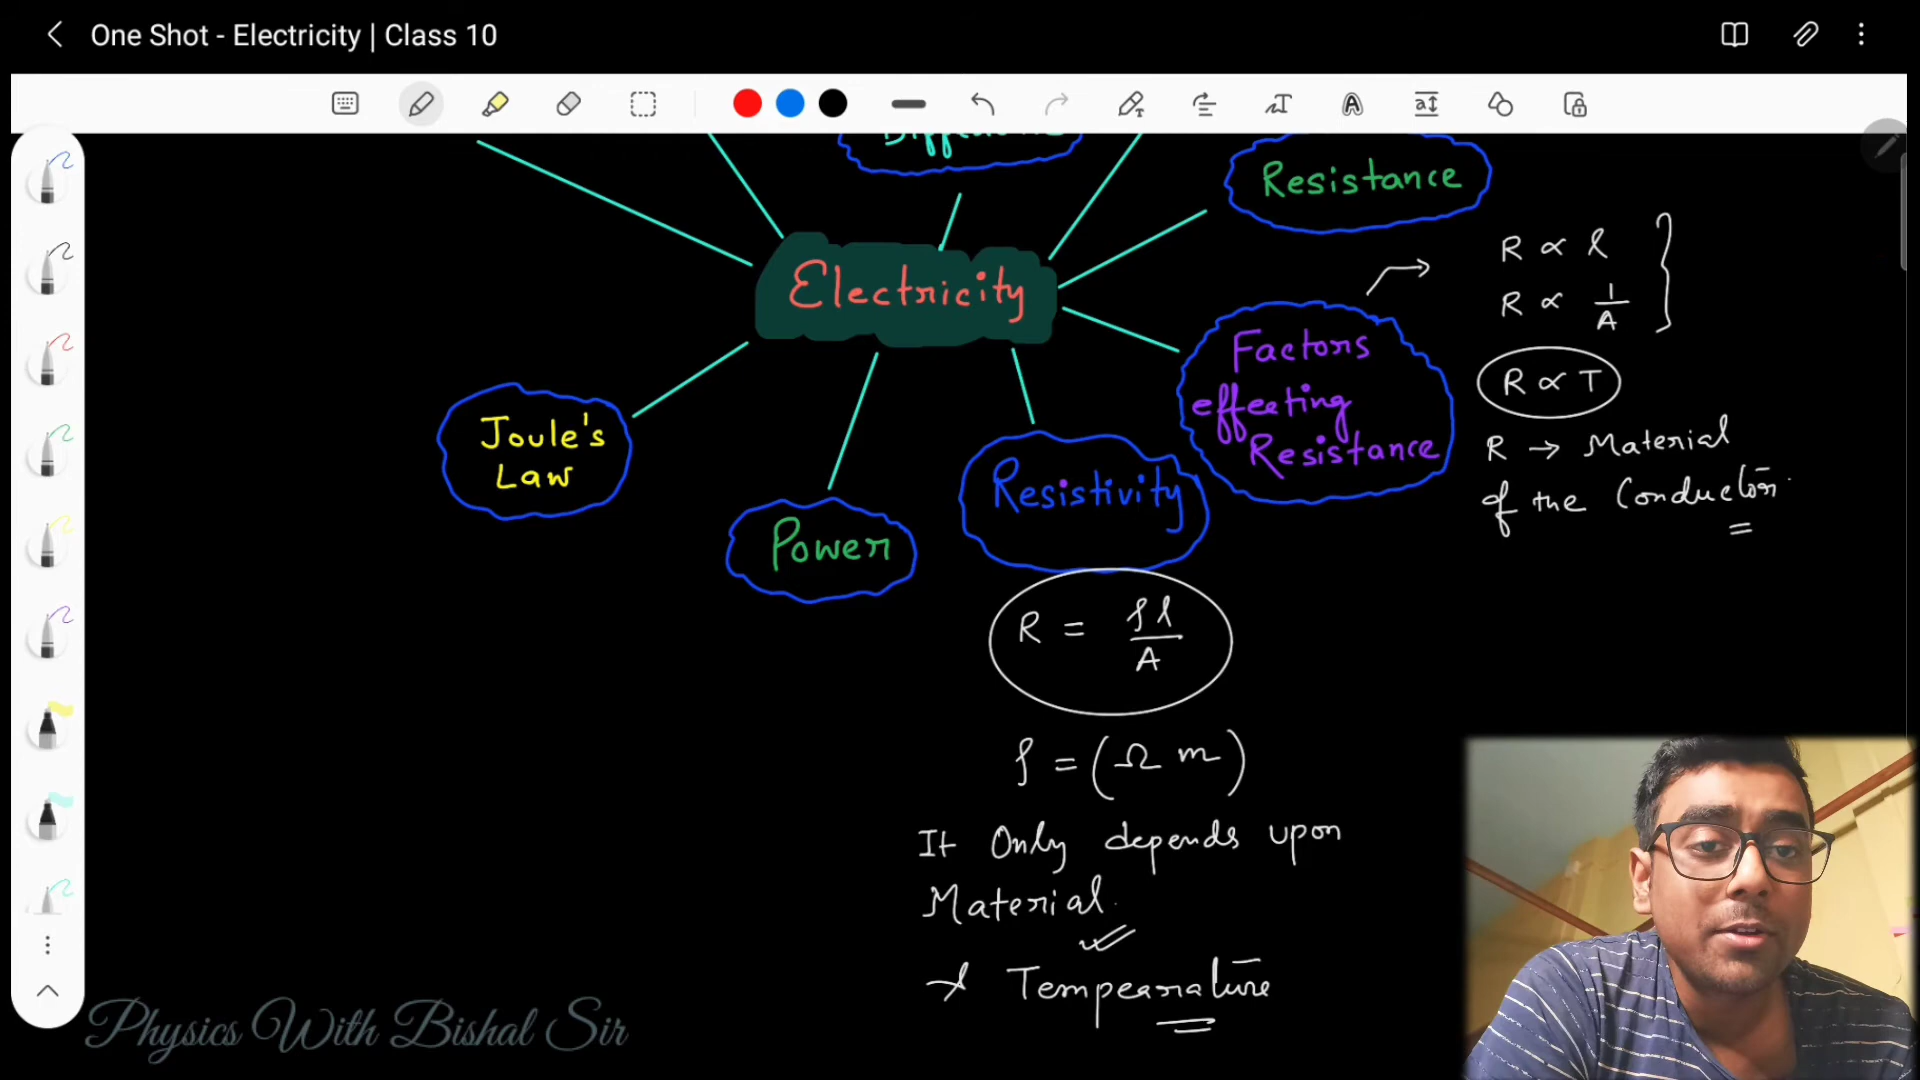 One Shot - Electricity | Class 10
Resistance
Electricity
R ∝ l
R ∝ 1/A
Factors
effecting
Resistance
R ∝ T
R → Material
of the Conductor
Joule's
Law
Resistivity
Power
R = ρl/A
ρ = (Ω m)
It Only depends upon
Material.
Tempearature
Physics With Bishal Sir